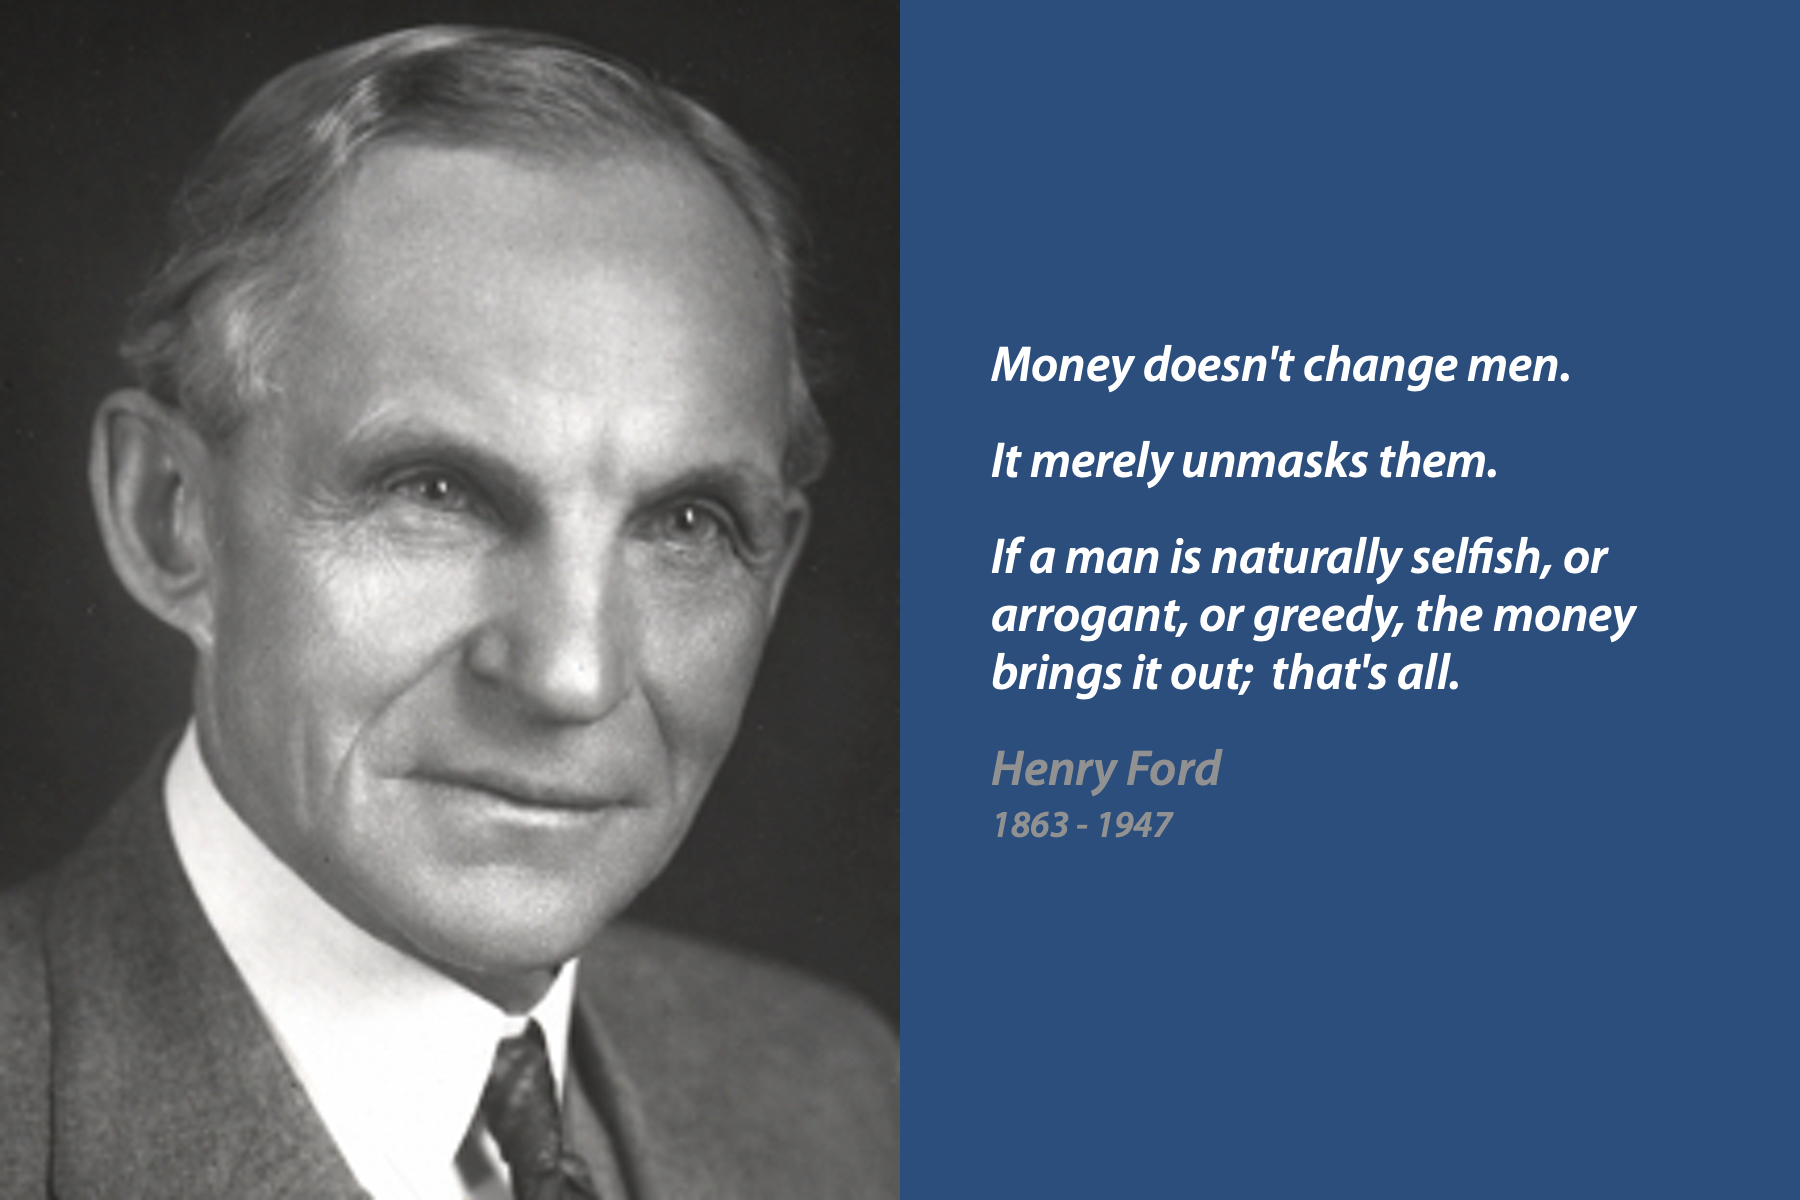 Money doesn't change men.
It merely unmasks them.
If a man is naturally selfish, or
arrogant, or greedy, the money
brings it out;  that's all.
Henry Ford
1863 - 1947